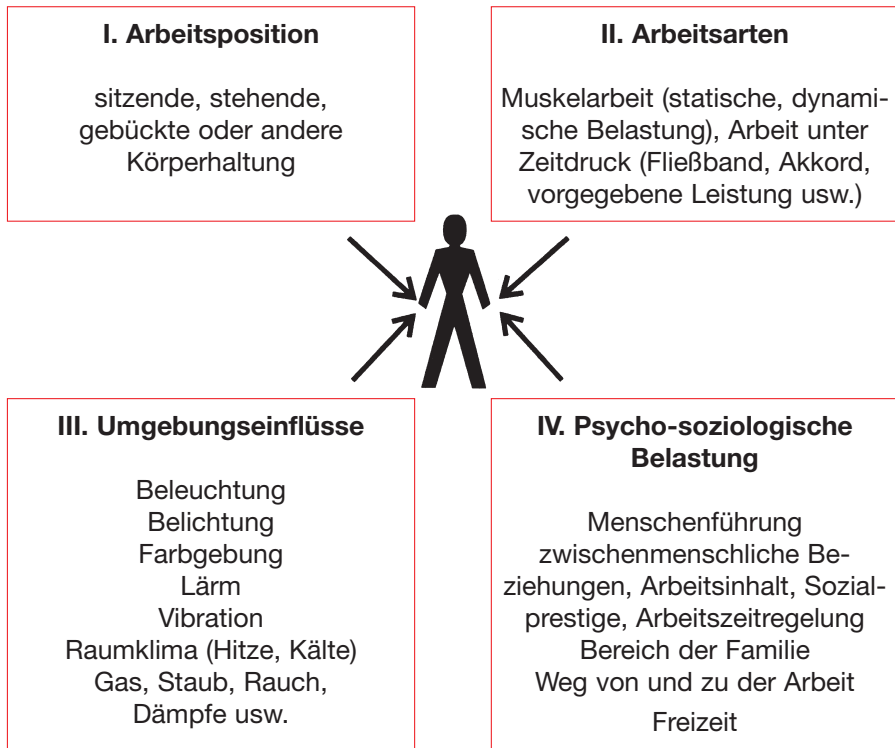 I. Arbeitsposition
sitzende, stehende,
gebückte oder andere
Körperhaltung
II. Arbeitsarten
Muskelarbeit (statische, dynami-
sche Belastung), Arbeit unter
Zeitdruck (Fließband, Akkord,
vorgegebene Leistung usw.)
III. Umgebungseinflüsse
Beleuchtung
Belichtung
Farbgebung
Lärm
Vibration
Raumklima (Hitze, Kälte)
Gas, Staub, Rauch,
Dämpfe usw.
IV. Psycho-soziologische
Belastung
Menschenführung
zwischenmenschliche Be-
ziehungen, Arbeitsinhalt, Sozial-
prestige, Arbeitszeitregelung
Bereich der Familie
Weg von und zu der Arbeit
Freizeit